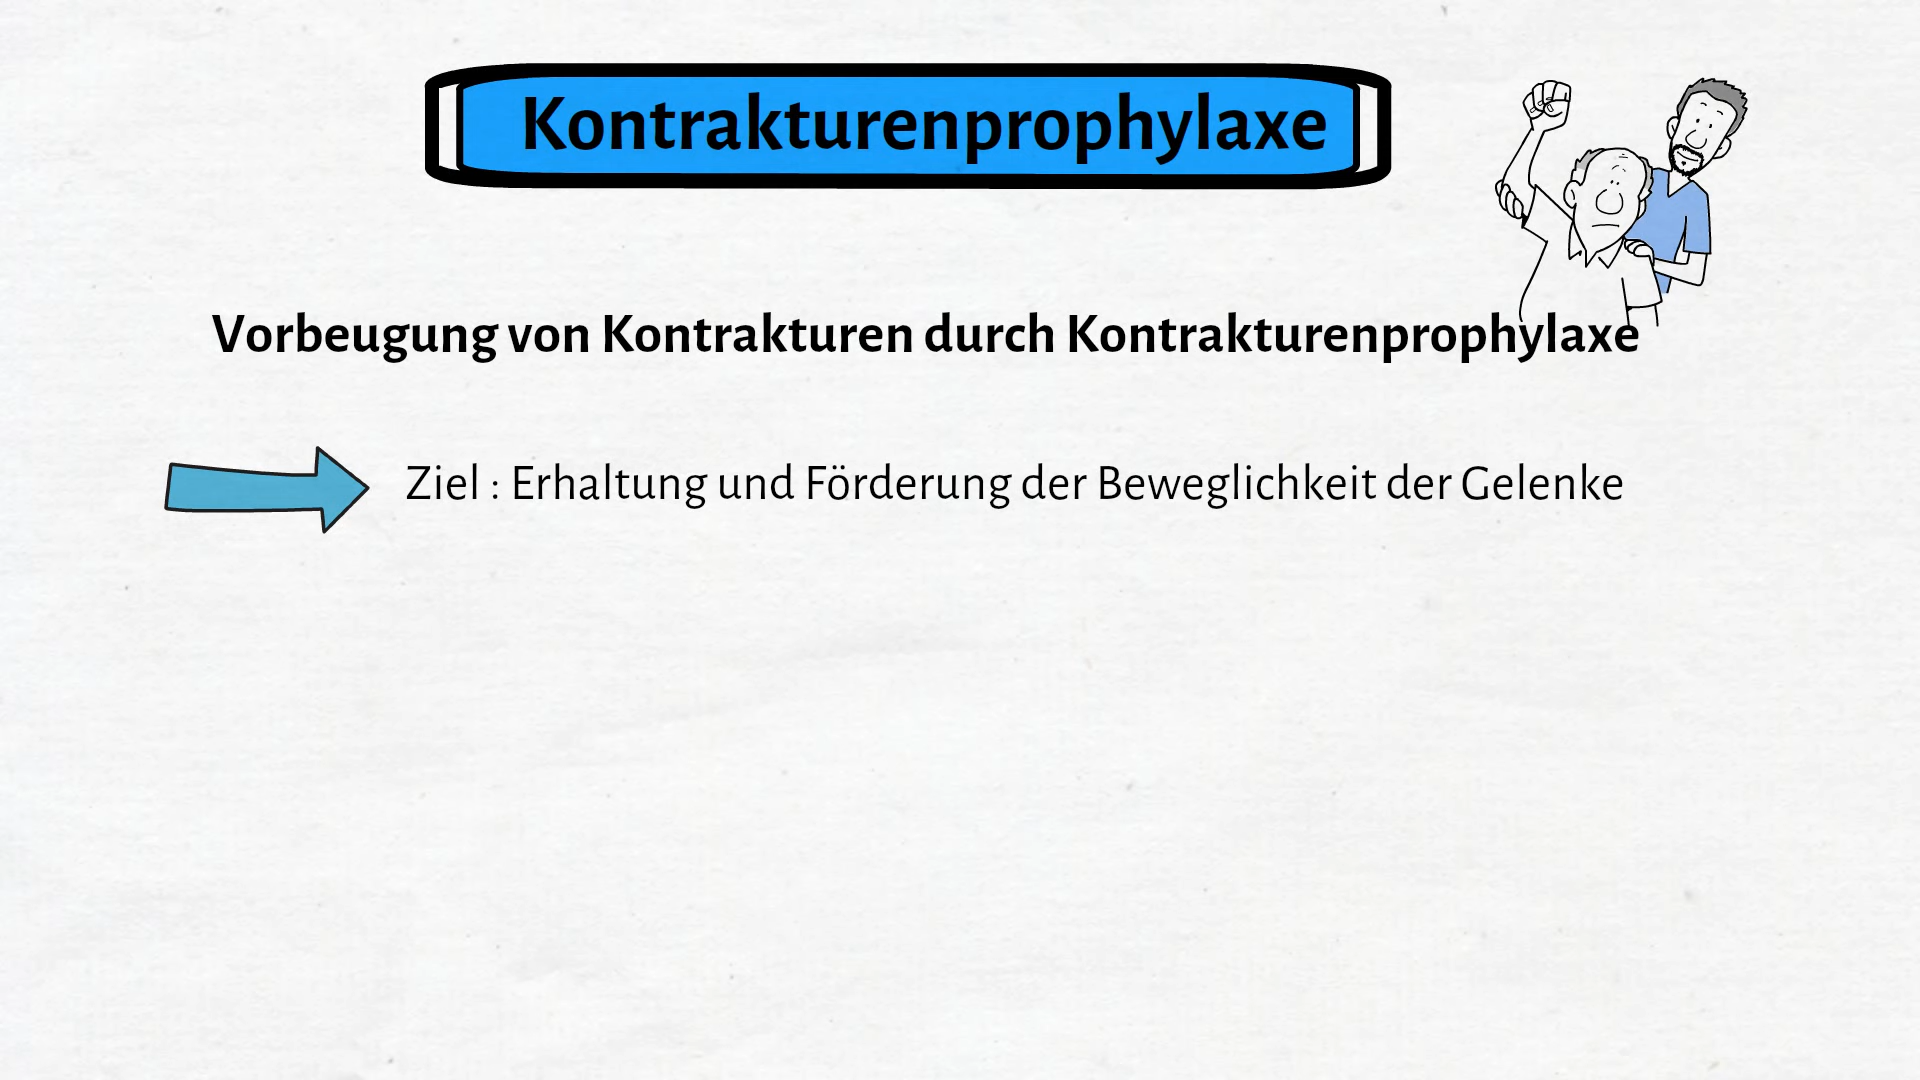 Kontrakturenprophylaxe
Vorbeugung von Kontrakturen durch Kontrakturenprophylaxe
Ziel : Erhaltung und Förderung der Beweglichkeit der Gelenke